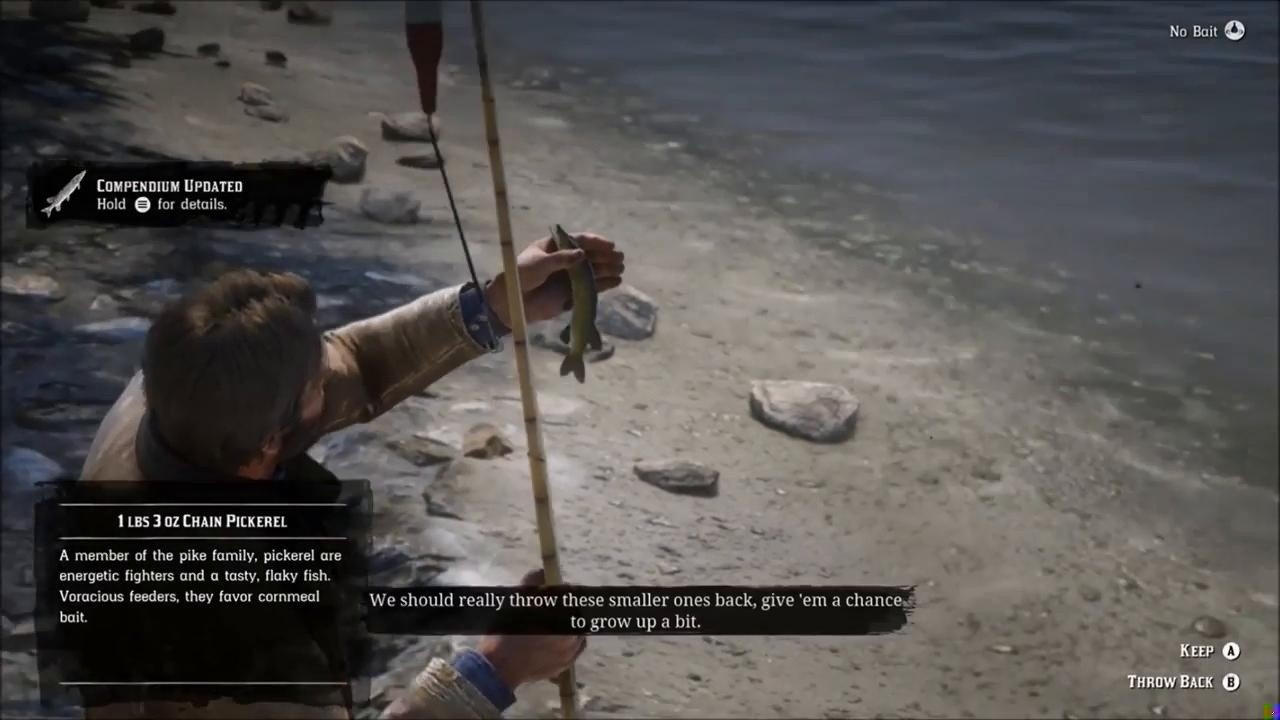 No Bait
COMPENDIUM UPDATED
Hold for details.
1 LBS 3 OZ CHAIN PICKEREL
A member of the pike family, pickerel are
energetic fighters and a tasty, flaky fish.
Voracious feeders, they favor cornmeal
bait.
We should really throw these smaller ones back, give 'em a chance
to grow up a bit.
KEEP A
THROW BACK B